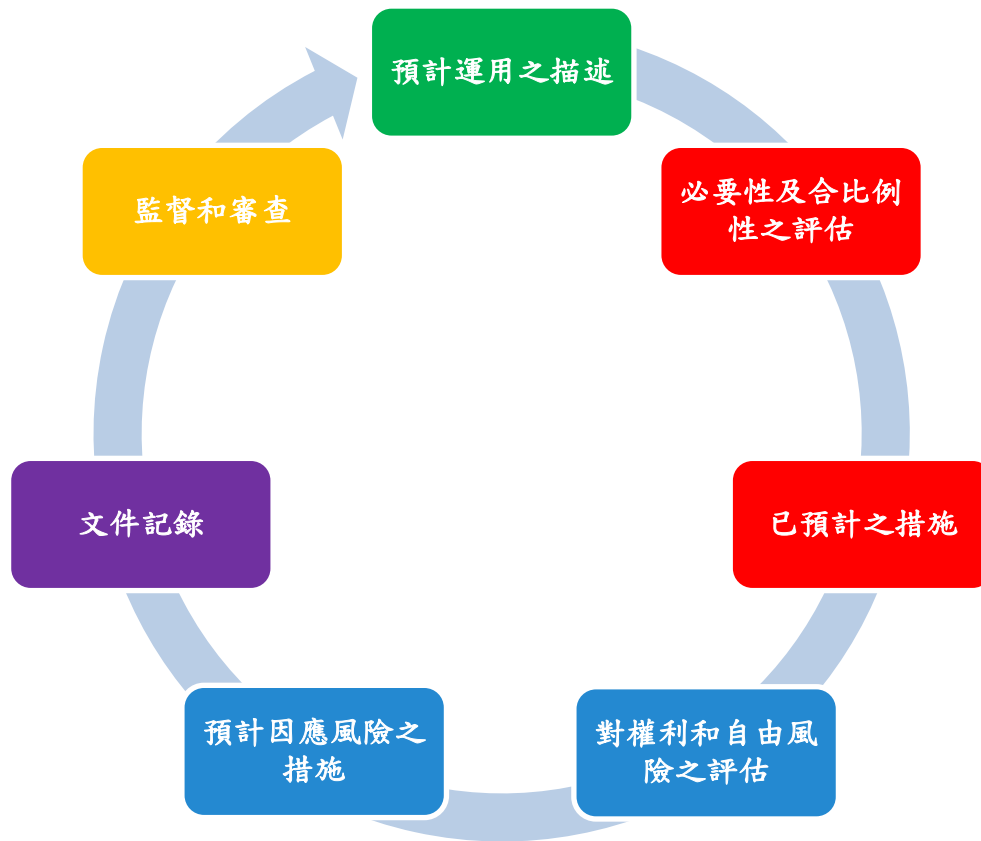 預計運用之描述
必要性及合比例
性之評估
已預計之措施
對權利和自由風
險之評估
預計因應風險之
措施
文件記錄
監督和審查